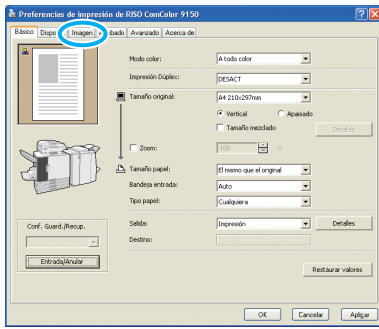 Preferencias de impresión de RISO ComColor 9150
Básico Dispo Imagen bado Avanzado Acerca de
Modo color: A todo color
Impresión Dúplex: DESACT
Tamaño original: A4 210x297mm
Vertical Apaisado
Tamaño mezclado Detalles
Zoom: 100 %
Tamaño papel: El mismo que el original
Bandeja entrada: Auto
Tipo papel: Cualquiera
Conf. Guard./Recup.
Salida: Impresión Detalles
Destino:
Entrada/Anular
Restaurar valores
OK Cancelar Aplicar